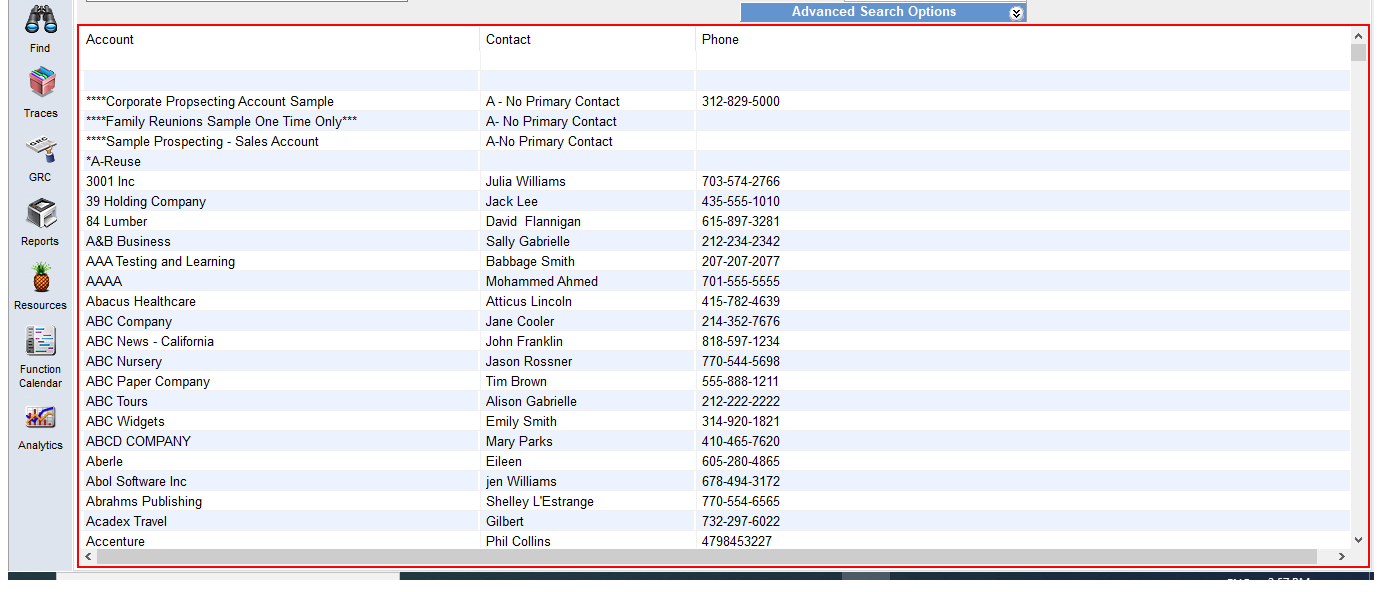 Advanced Search Options
Find
Traces
GRC
Reports
Resources
Function
Calendar
Analytics
Account Contact Phone
****Corporate Propsecting Account Sample A - No Primary Contact 312-829-5000
****Family Reunions Sample One Time Only*** A- No Primary Contact
****Sample Prospecting - Sales Account A-No Primary Contact
*A-Reuse
3001 Inc Julia Williams 703-574-2766
39 Holding Company Jack Lee 435-555-1010
84 Lumber David  Flannigan 615-897-3281
A&B Business Sally Gabrielle 212-234-2342
AAA Testing and Learning Babbage Smith 207-207-2077
AAAA Mohammed Ahmed 701-555-5555
Abacus Healthcare Atticus Lincoln 415-782-4639
ABC Company Jane Cooler 214-352-7676
ABC News - California John Franklin 818-597-1234
ABC Nursery Jason Rossner 770-544-5698
ABC Paper Company Tim Brown 555-888-1211
ABC Tours Alison Gabrielle 212-222-2222
ABC Widgets Emily Smith 314-920-1821
ABCD COMPANY Mary Parks 410-465-7620
Aberle Eileen 605-280-4865
Abol Software Inc jen Williams 678-494-3172
Abrahms Publishing Shelley L'Estrange 770-554-6565
Acadex Travel Gilbert 732-297-6022
Accenture Phil Collins 4798453227